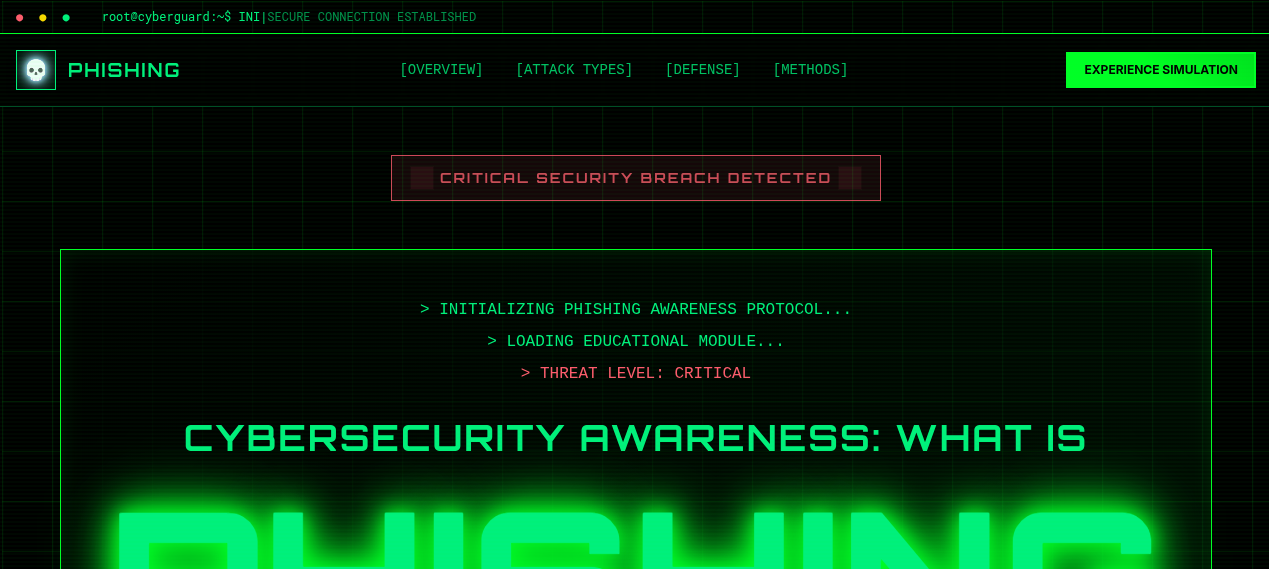 root@cyberguard:~$ INI|SECURE CONNECTION ESTABLISHED
PHISHING
[OVERVIEW] [ATTACK TYPES] [DEFENSE] [METHODS]
EXPERIENCE SIMULATION
CRITICAL SECURITY BREACH DETECTED
> INITIALIZING PHISHING AWARENESS PROTOCOL...
> LOADING EDUCATIONAL MODULE...
> THREAT LEVEL: CRITICAL
CYBERSECURITY AWARENESS: WHAT IS
PHISHING